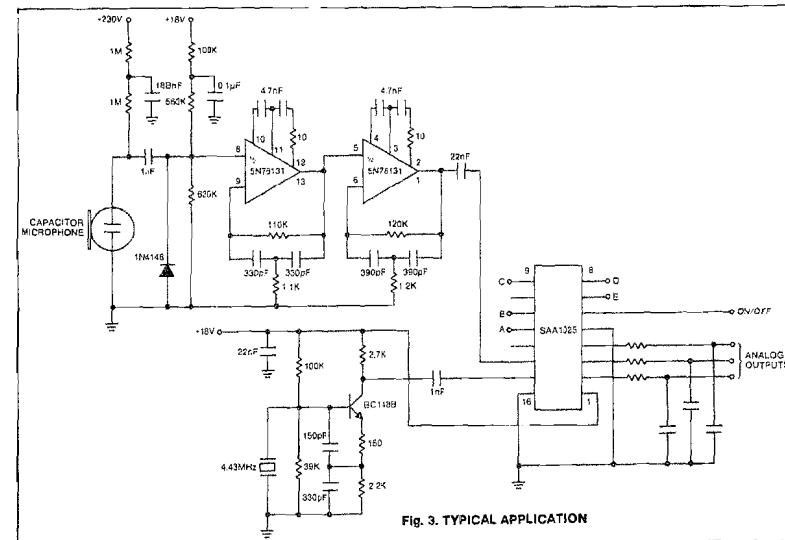 +230V
+18V
1M
100K
188nF
0.1µF
1M
560K
4.7nF
4.7nF
10
11
10
12
13
8
9
½
SN76131
4
3
10
2
1
5
6
½
SN76131
22nF
1nF
620K
110K
120K
CAPACITOR
MICROPHONE
1N4148
330pF
330pF
1.1K
390pF
390pF
1.2K
9
8
C
D
E
B
A
SAA1025
ON/OFF
ANALOG
OUTPUTS
16
1
+18V
22nF
100K
2.7K
1nF
BC148B
150pF
150
4.43MHz
39K
330pF
2.2K
Fig. 3. TYPICAL APPLICATION